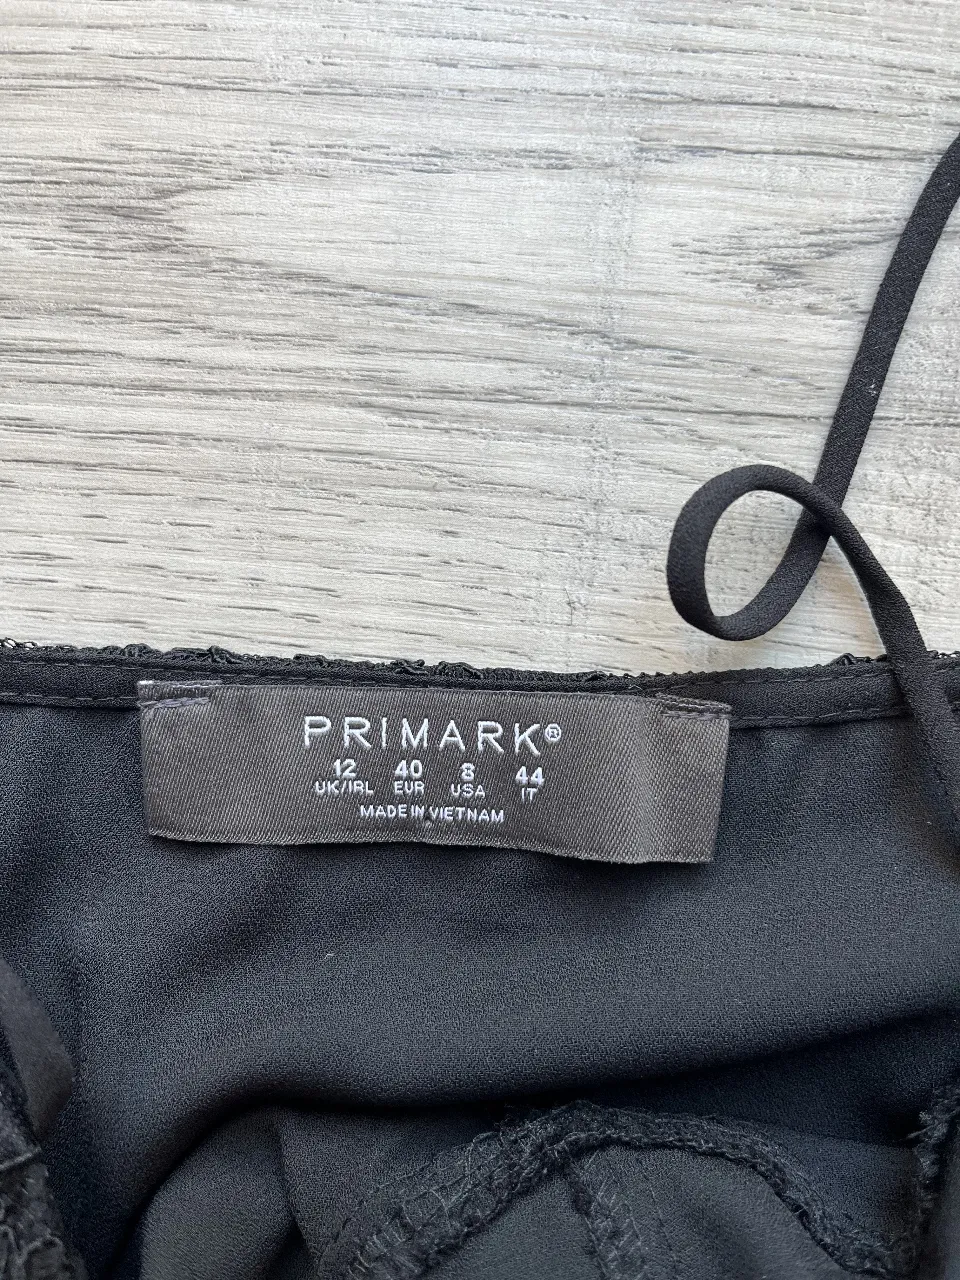 PRIMARK®
12 40 8 44
UK/IRL EUR USA IT
MADE IN VIETNAM